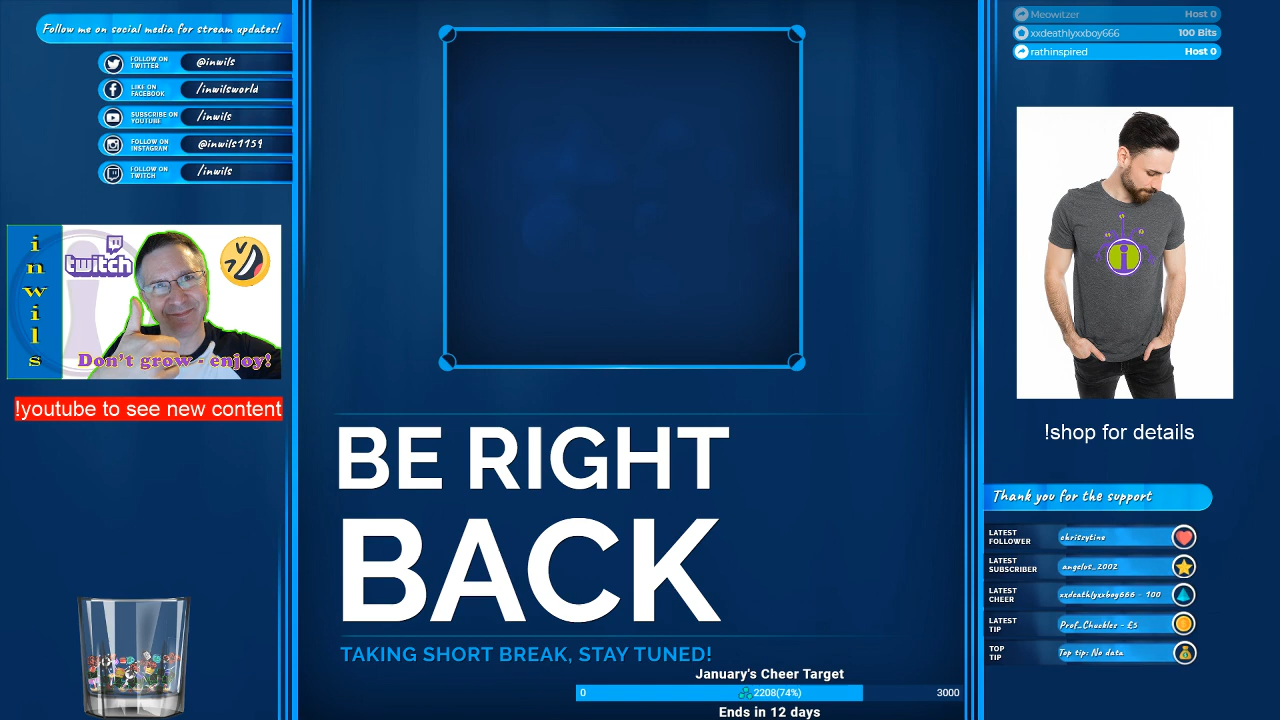 Follow me on social media for stream updates!
FOLLOW ON
TWITTER
@inwils
LIKE ON
FACEBOOK
/inwilsworld
SUBSCRIBE ON
YOUTUBE
/inwils
FOLLOW ON
INSTAGRAM
@inwils1159
FOLLOW ON
TWITCH
/inwils
inwils
twitch
Don't grow - enjoy!
!youtube to see new content
BE RIGHT
BACK
TAKING SHORT BREAK, STAY TUNED!
January's Cheer Target
0 2208(74%) 3000
Ends in 12 days
Meowitzer Host 0
xxdeathlyxxboy666 100 Bits
rathinspired Host 0
i
!shop for details
Thank you for the support
LATEST
FOLLOWER
chriscytine
LATEST
SUBSCRIBER
angelos_2002
LATEST
CHEER
xxdeathlyxxboy666 - 100
LATEST
TIP
Prof_Chuckles - £5
TOP
TIP
Top tip: No data